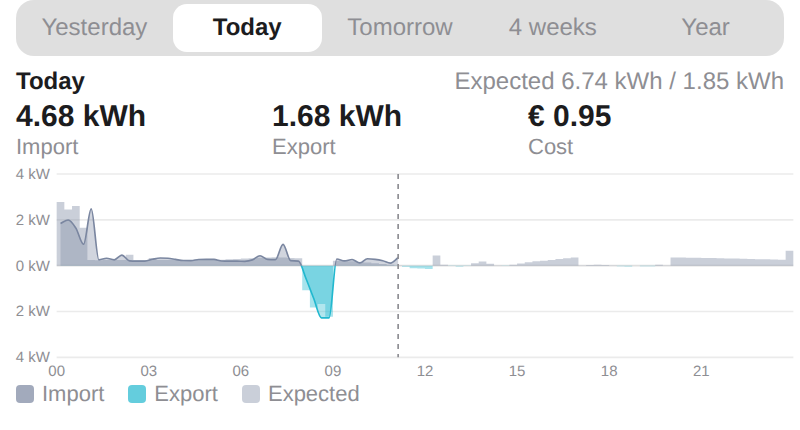 Yesterday Today Tomorrow 4 weeks Year
Today Expected 6.74 kWh / 1.85 kWh
4.68 kWh 1.68 kWh € 0.95
Import Export Cost
4 kW
2 kW
0 kW
2 kW
4 kW
00 03 06 09 12 15 18 21
Import Export Expected